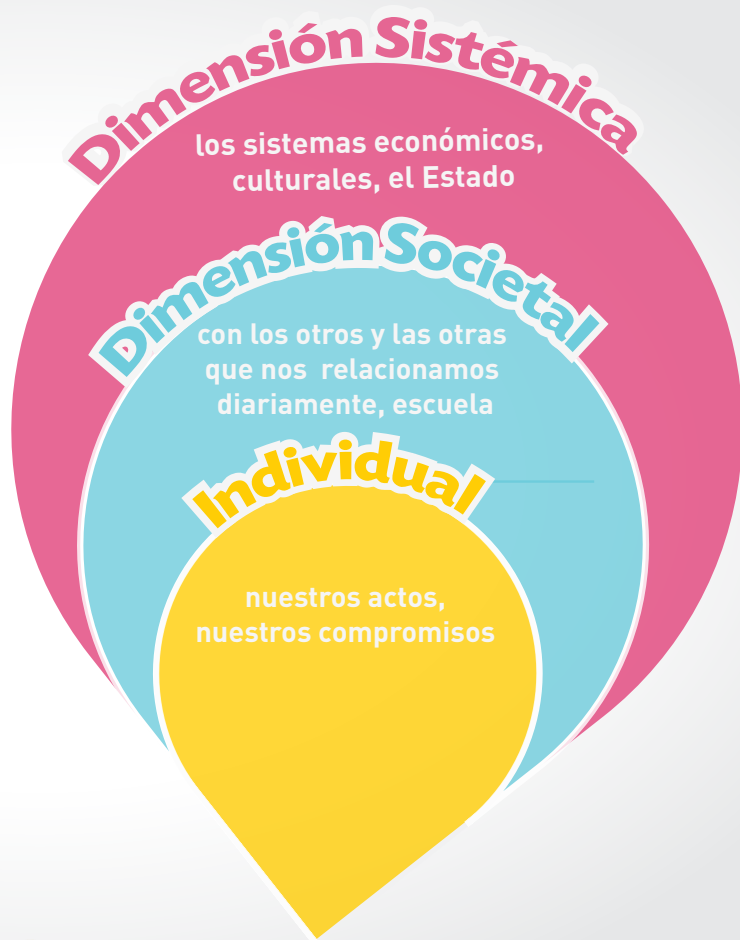 Dimensión Sistémica
los sistemas económicos,
culturales, el Estado
Dimensión Societal
con los otros y las otras
que nos relacionamos
diariamente, escuela
Individual
nuestros actos,
nuestros compromisos